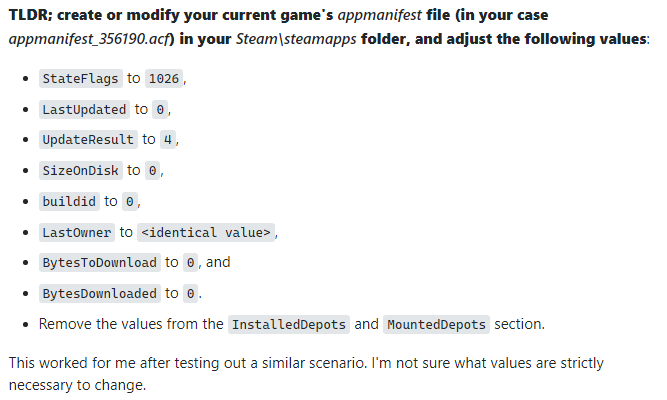 TLDR; create or modify your current game's appmanifest file (in your case
appmanifest_356190.acf) in your Steam\steamapps folder, and adjust the following values:
• StateFlags to 1026,
• LastUpdated to 0,
• UpdateResult to 4,
• SizeOnDisk to 0,
• buildid to 0,
• LastOwner to <identical value>,
• BytesToDownload to 0, and
• BytesDownloaded to 0.
• Remove the values from the InstalledDepots and MountedDepots section.
This worked for me after testing out a similar scenario. I'm not sure what values are strictly
necessary to change.